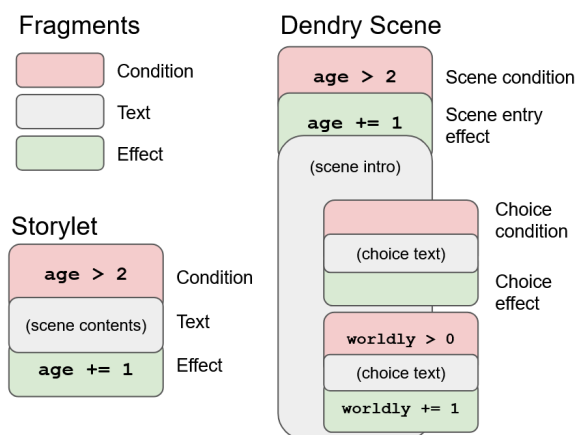 Fragments
Condition
Text
Effect
Storylet
age > 2
Condition
(scene contents)
Text
age += 1
Effect
Dendry Scene
age > 2
Scene condition
age += 1
Scene entry
effect
(scene intro)
Choice
condition
(choice text)
Choice
effect
worldly > 0
(choice text)
worldly += 1